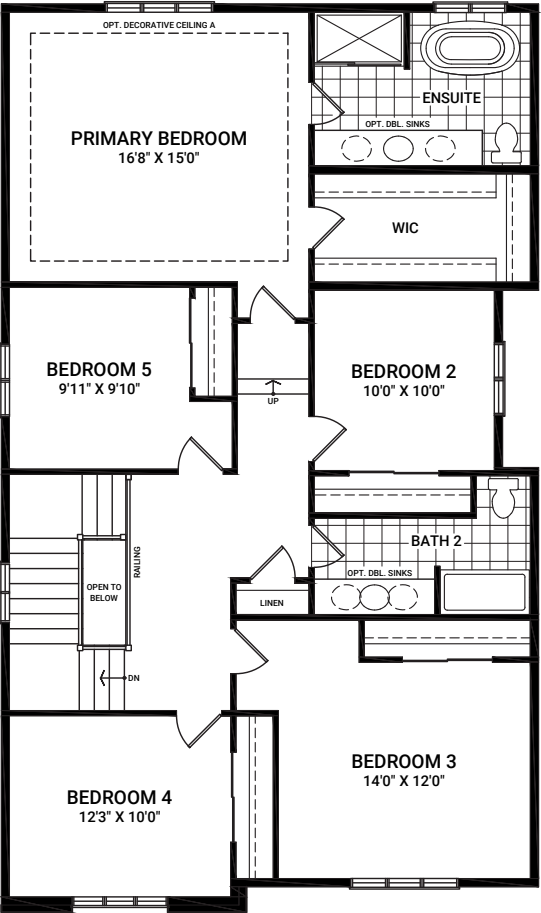 OPT. DECORATIVE CEILING A
PRIMARY BEDROOM
16'8" X 15'0"
ENSUITE
OPT. DBL. SINKS
WIC
BEDROOM 5
9'11" X 9'10"
BEDROOM 2
10'0" X 10'0"
UP
RAILING
OPEN TO
BELOW
BATH 2
OPT. DBL. SINKS
LINEN
DN
BEDROOM 3
14'0" X 12'0"
BEDROOM 4
12'3" X 10'0"